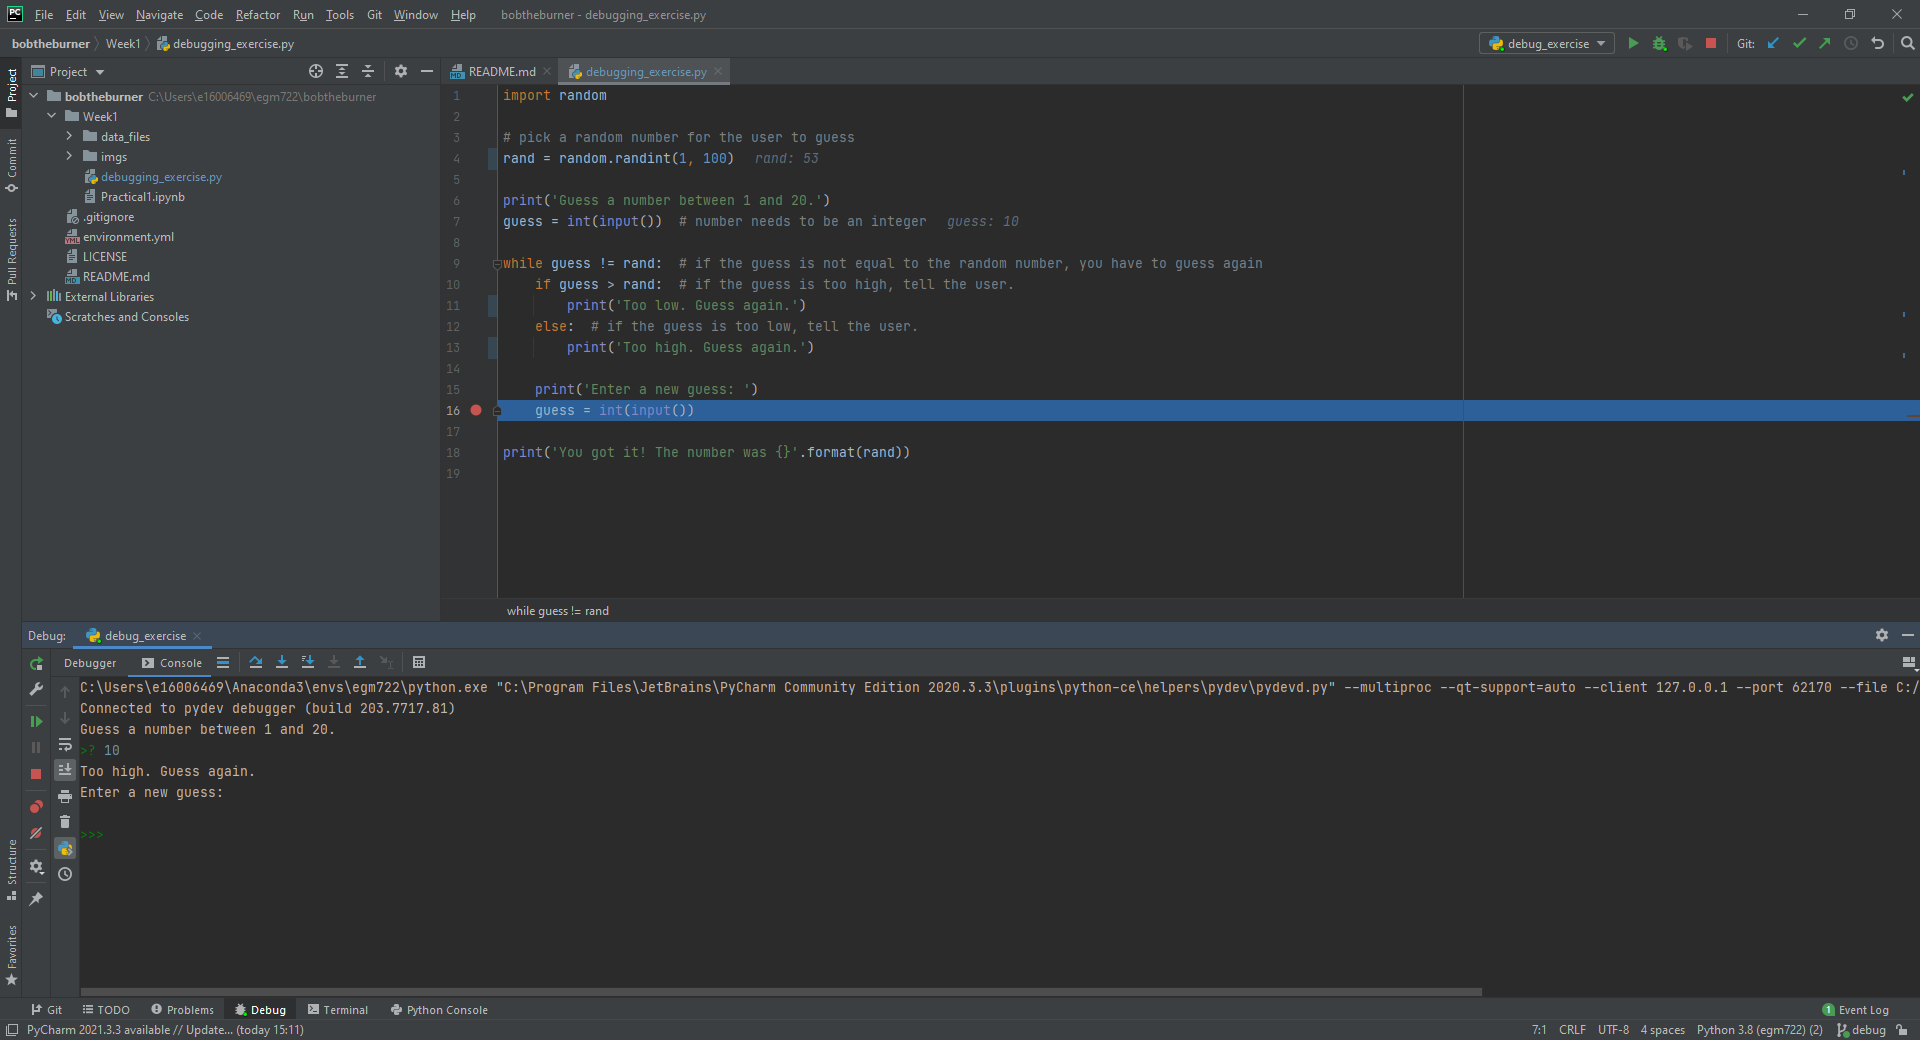 PC File Edit View Navigate Code Refactor Run Tools Git Window Help bobtheburner - debugging_exercise.py
bobtheburner Week1 debugging_exercise.py debug_exercise Git:
Project
README.md debugging_exercise.py
bobtheburner C:\Users\e16006469\egm722\bobtheburner
Week1
data_files
imgs
debugging_exercise.py
Practical1.ipynb
.gitignore
environment.yml
LICENSE
README.md
External Libraries
Scratches and Consoles
Project
Commit
Pull Requests
1 import random
2
3 # pick a random number for the user to guess
4 rand = random.randint(1, 100) rand: 53
5
6 print('Guess a number between 1 and 20.')
7 guess = int(input()) # number needs to be an integer guess: 10
8
9 while guess != rand: # if the guess is not equal to the random number, you have to guess again
10 if guess > rand: # if the guess is too high, tell the user.
11 print('Too low. Guess again.')
12 else: # if the guess is too low, tell the user.
13 print('Too high. Guess again.')
14
15 print('Enter a new guess: ')
16 guess = int(input())
17
18 print('You got it! The number was {}'.format(rand))
19
while guess != rand
Debug: debug_exercise
Debugger Console
C:\Users\e16006469\Anaconda3\envs\egm722\python.exe "C:\Program Files\JetBrains\PyCharm Community Edition 2020.3.3\plugins\python-ce\helpers\pydev\pydevd.py" --multiproc --qt-support=auto --client 127.0.0.1 --port 62170 --file C:/
Connected to pydev debugger (build 203.7717.81)
Guess a number between 1 and 20.
>? 10
Too high. Guess again.
Enter a new guess:
>>>
Structure
Favorites
Git TODO Problems Debug Terminal Python Console 1 Event Log
PyCharm 2021.3.3 available // Update... (today 15:11) 7:1 CRLF UTF-8 4 spaces Python 3.8 (egm722) (2) debug